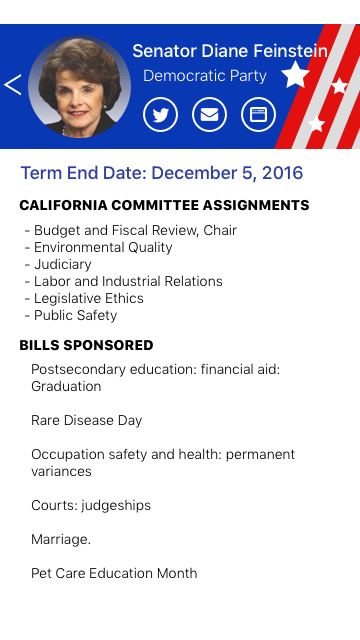 Senator Diane Feinstein
Democratic Party
Term End Date: December 5, 2016
CALIFORNIA COMMITTEE ASSIGNMENTS
- Budget and Fiscal Review, Chair
- Environmental Quality
- Judiciary
- Labor and Industrial Relations
- Legislative Ethics
- Public Safety
BILLS SPONSORED
Postsecondary education: financial aid:
Graduation
Rare Disease Day
Occupation safety and health: permanent
variances
Courts: judgeships
Marriage.
Pet Care Education Month